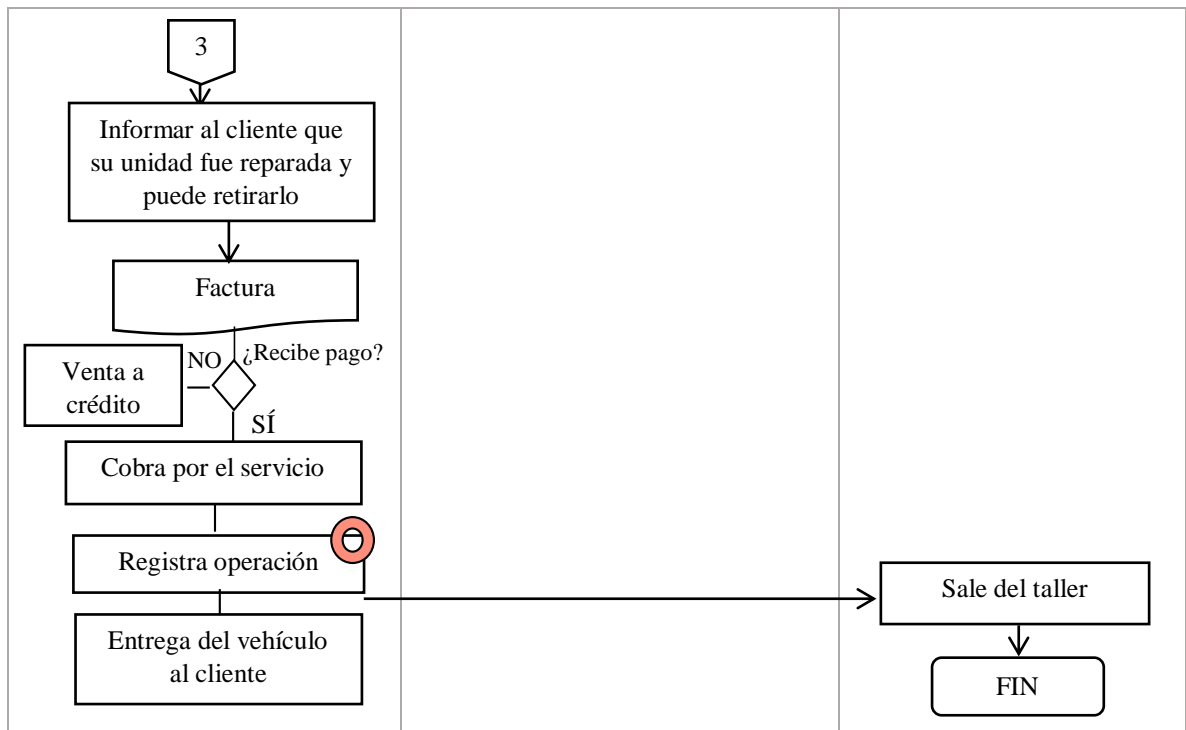 3
Informar al cliente que
su unidad fue reparada y
puede retirarlo
Factura
¿Recibe pago?
NO
Venta a
crédito
SÍ
Cobra por el servicio
Registra operación
Entrega del vehículo
al cliente
Sale del taller
FIN